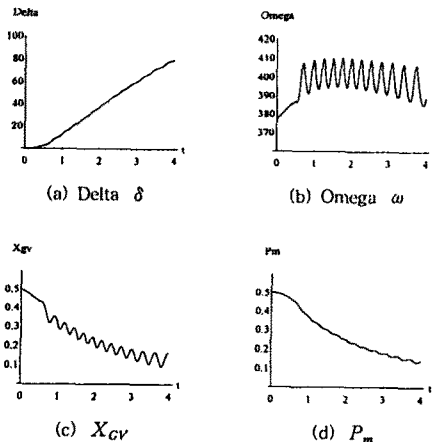 Delta
100
80
60
40
20
0 1 2 3 4 t
(a) Delta δ
Omega
420
410
400
390
380
370
0 1 2 3 4 t
(b) Omega ω
Xgv
0.5
0.4
0.3
0.2
0.1
0 1 2 3 4 t
(c) X_GV
Pm
0.5
0.4
0.3
0.2
0.1
0 1 2 3 4 t
(d) P_m